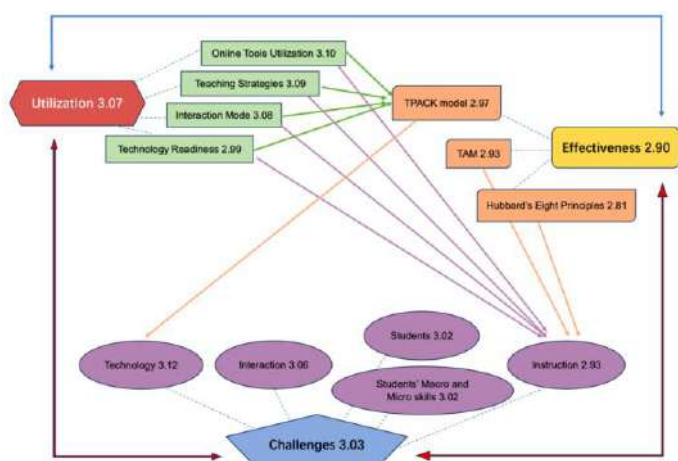 Online Tools Utilization 3.10
Teaching Strategies 3.09
Utilization 3.07
Interaction Mode 3.08
Technology Readiness 2.99
TPACK model 2.97
TAM 2.93
Effectiveness 2.90
Hubbard's Eight Principles 2.81
Students 3.02
Technology 3.12
Interaction 3.06
Students' Macro and
Micro skills 3.02
Instruction 2.93
Challenges 3.03